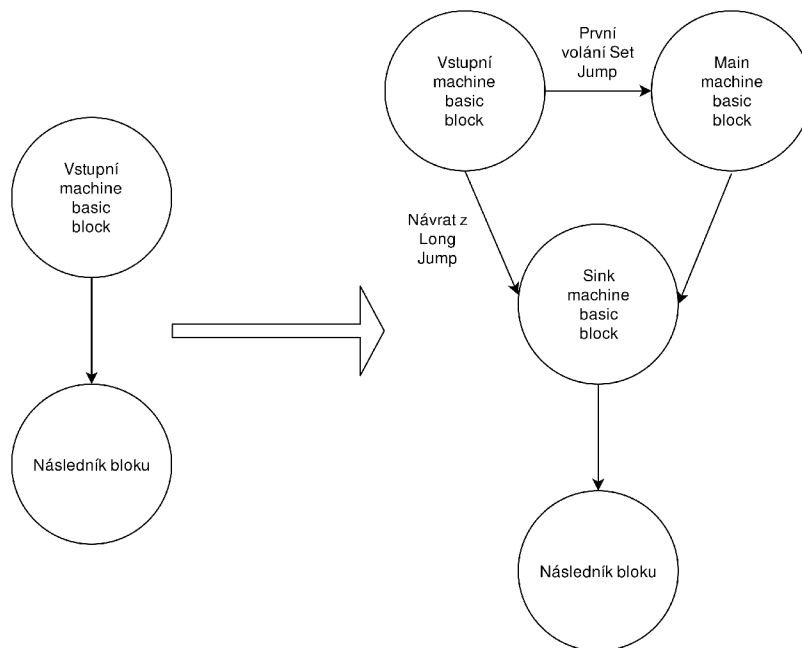 Vstupní
machine
basic
block
Následník bloku
Vstupní
machine
basic
block
První
volání Set
Jump
Main
machine
basic
block
Návrat z
Long
Jump
Sink
machine
basic
block
Následník bloku